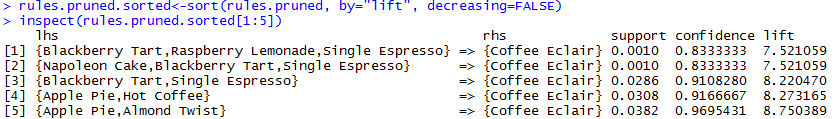 > rules.pruned.sorted<-sort(rules.pruned, by="lift", decreasing=FALSE)
> inspect(rules.pruned.sorted[1:5])
    lhs                                                  rhs              support confidence lift
[1] {Blackberry Tart,Raspberry Lemonade,Single Espresso} => {Coffee Eclair} 0.0010 0.8333333 7.521059
[2] {Napoleon Cake,Blackberry Tart,Single Espresso} => {Coffee Eclair} 0.0010 0.8333333 7.521059
[3] {Blackberry Tart,Single Espresso} => {Coffee Eclair} 0.0286 0.9108280 8.220470
[4] {Apple Pie,Hot Coffee} => {Coffee Eclair} 0.0308 0.9166667 8.273165
[5] {Apple Pie,Almond Twist} => {Coffee Eclair} 0.0382 0.9695431 8.750389